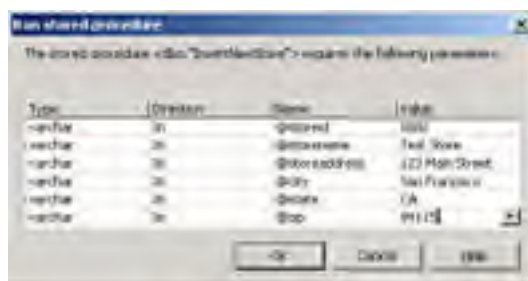 Run stored procedure
The stored procedure <dbo."InsertNewStore"> requires the following parameters:
Type Direction Name Value
varchar In @storeid
varchar In @storename Test Store
varchar In @storeaddress 123 Main Street
varchar In @city San Francisco
varchar In @state CA
varchar In @zip 94115
OK Cancel Help